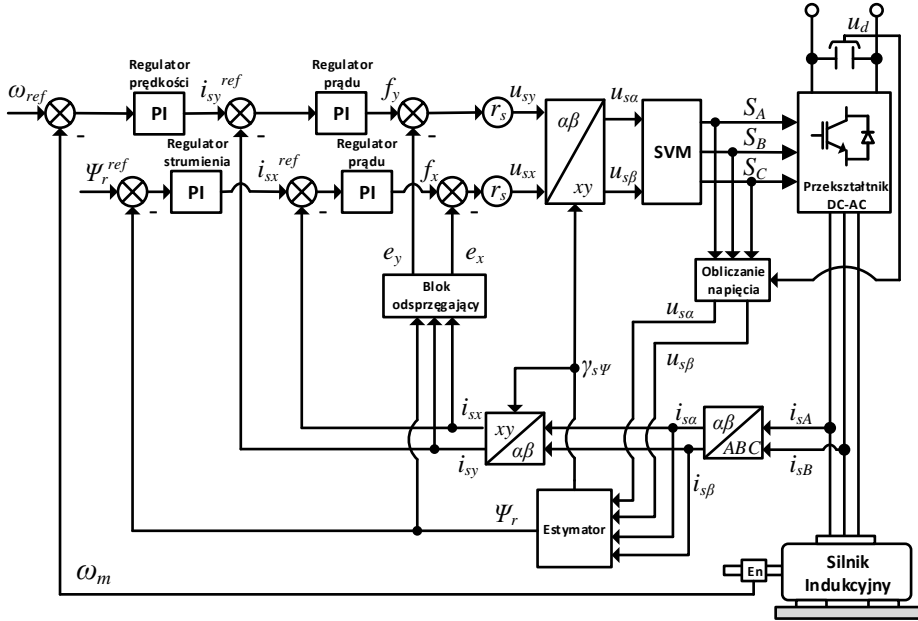 u_d
Regulator
prędkości
Regulator
prądu
ω_ref
i_sy^ref
f_y
u_sy
u_sα
S_A
PI
PI
r_s
αβ
SVM
S_B
-
-
-
Ψ_r^ref
Regulator
strumienia
i_sx^ref
Regulator
prądu
f_x
u_sx
u_sβ
S_C
PI
PI
r_s
xy
Przekształtnik
DC-AC
-
-
-
e_y
e_x
Obliczanie
napięcia
Blok
odsprzęgający
u_sα
u_sβ
γ_sΨ
i_sx
i_sα
i_sA
xy
αβ
αβ
ABC
i_sy
i_sβ
i_sB
Ψ_r
Estymator
ω_m
En
Silnik
Indukcyjny